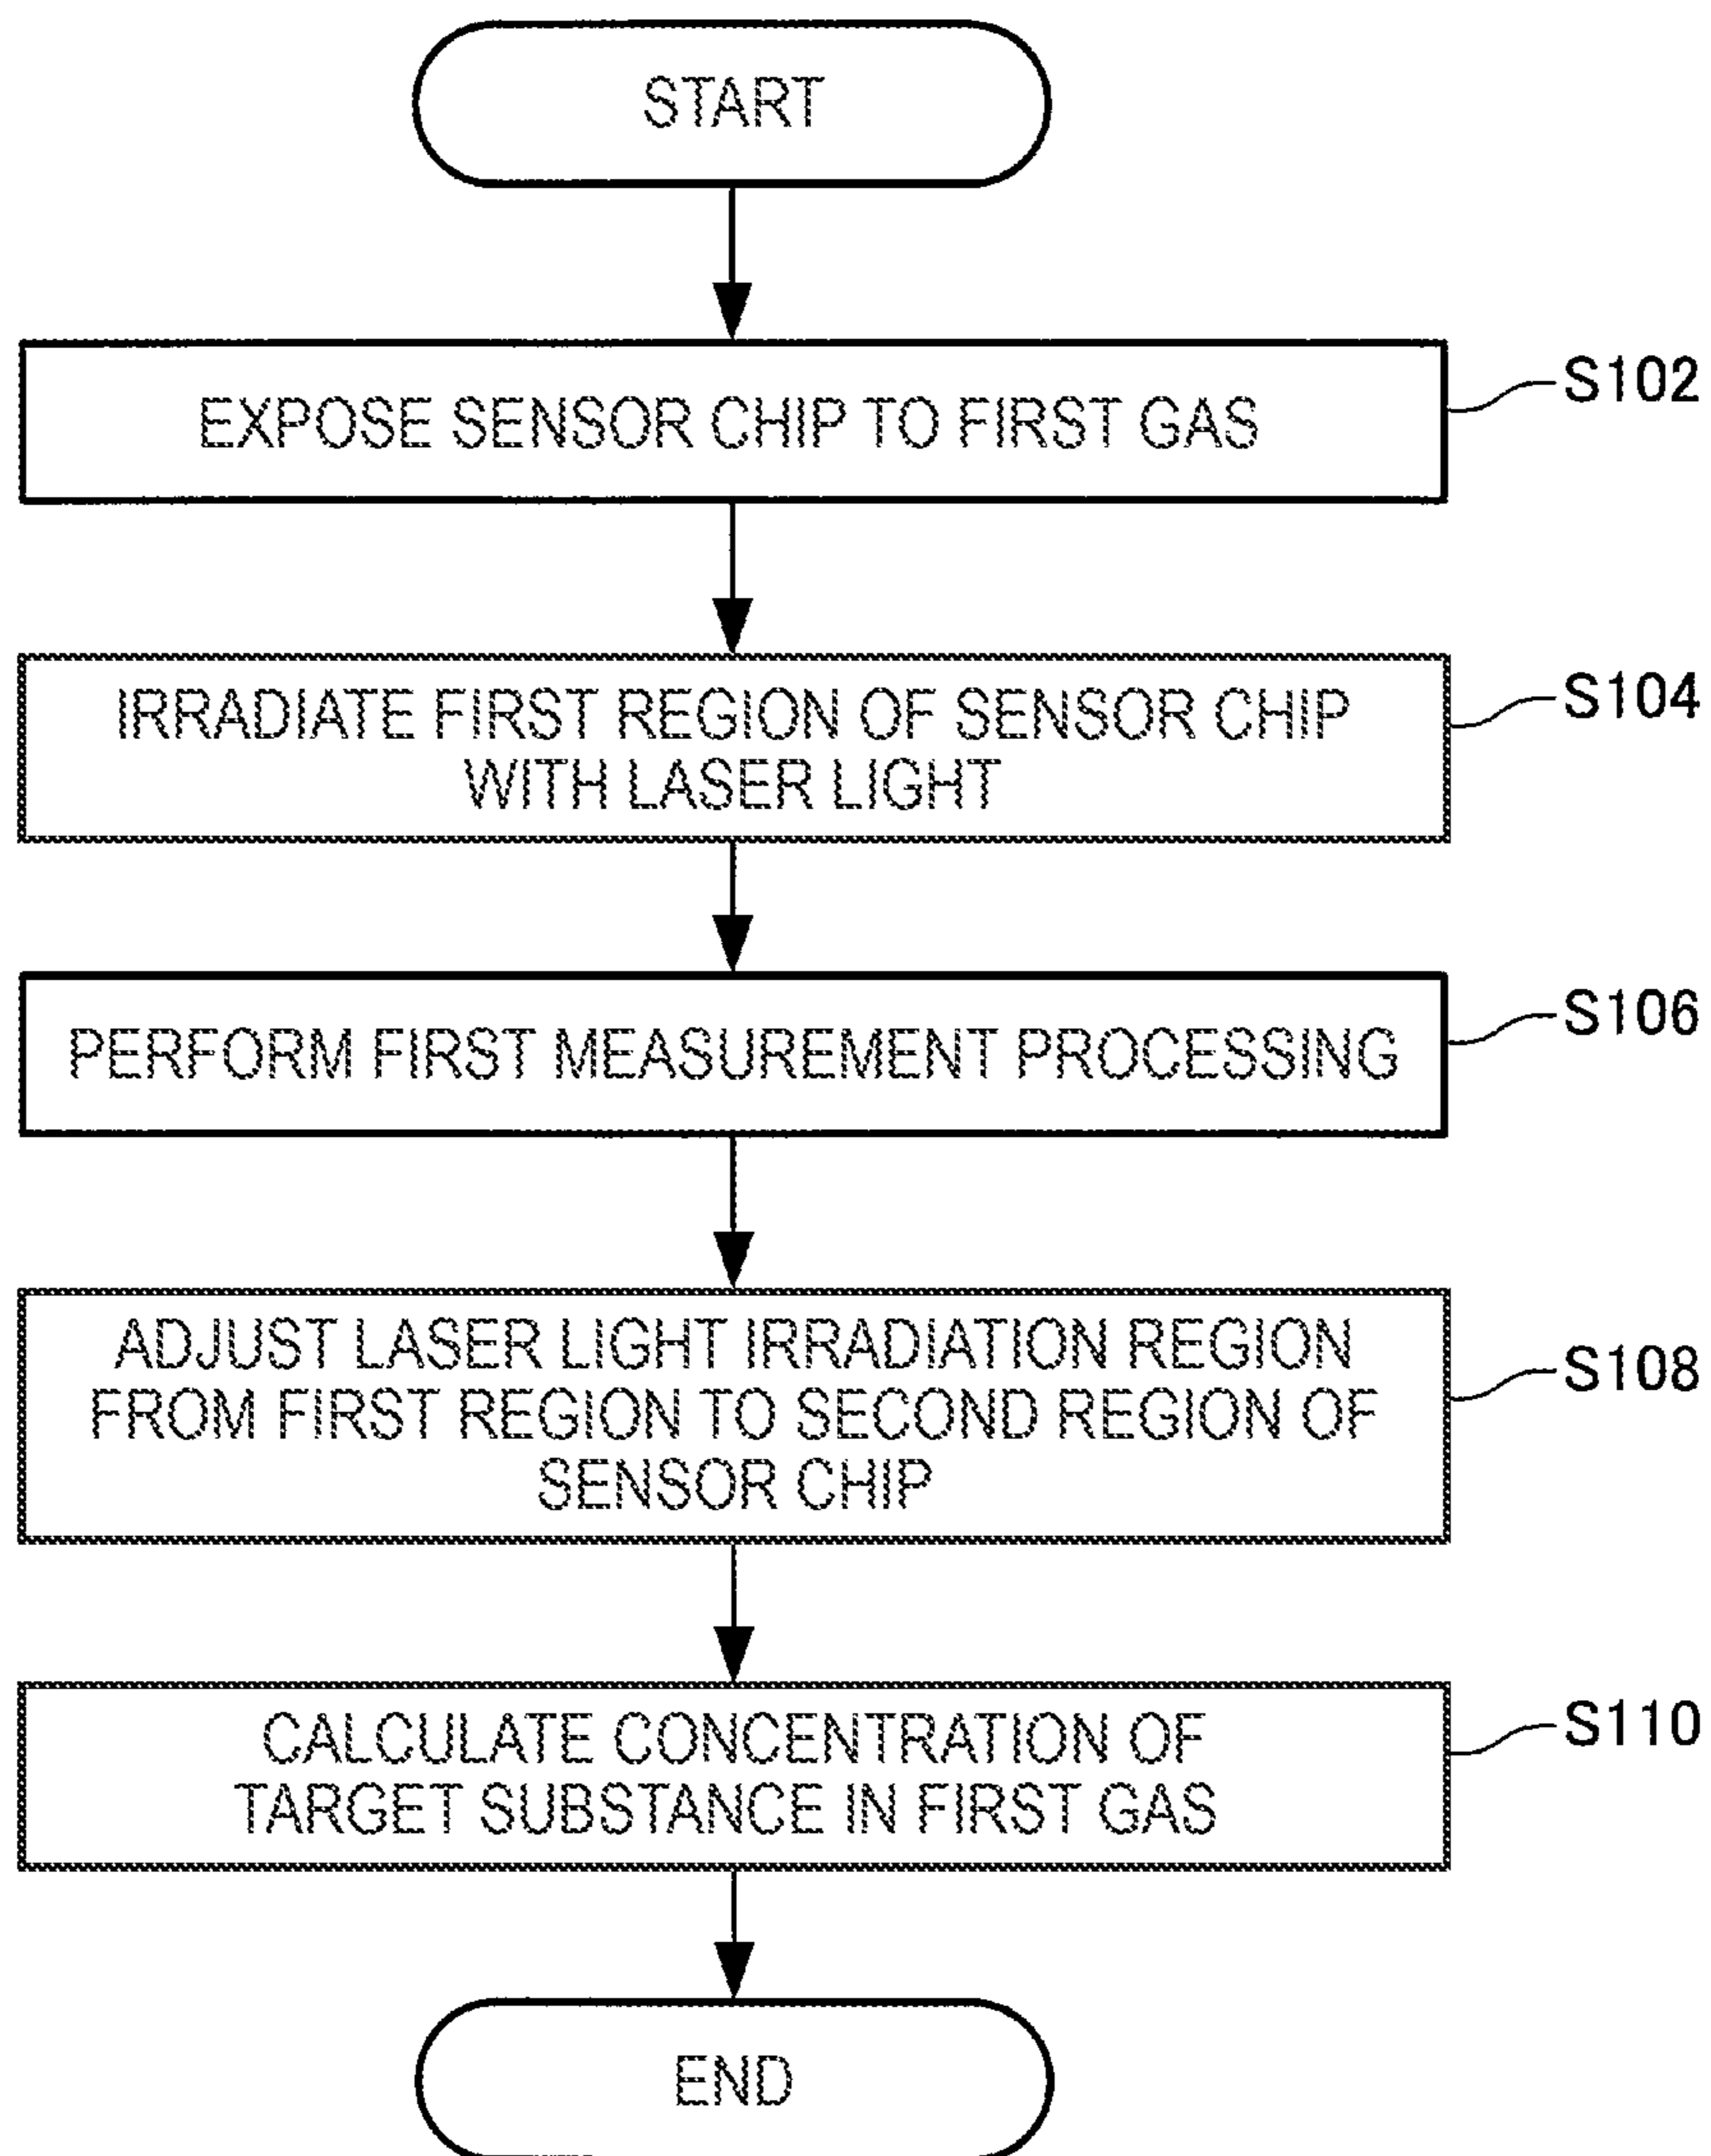 START
EXPOSE SENSOR CHIP TO FIRST GAS
S102
IRRADIATE FIRST REGION OF SENSOR CHIP
WITH LASER LIGHT
S104
PERFORM FIRST MEASUREMENT PROCESSING
S106
ADJUST LASER LIGHT IRRADIATION REGION
FROM FIRST REGION TO SECOND REGION OF
SENSOR CHIP
S108
CALCULATE CONCENTRATION OF
TARGET SUBSTANCE IN FIRST GAS
S110
END